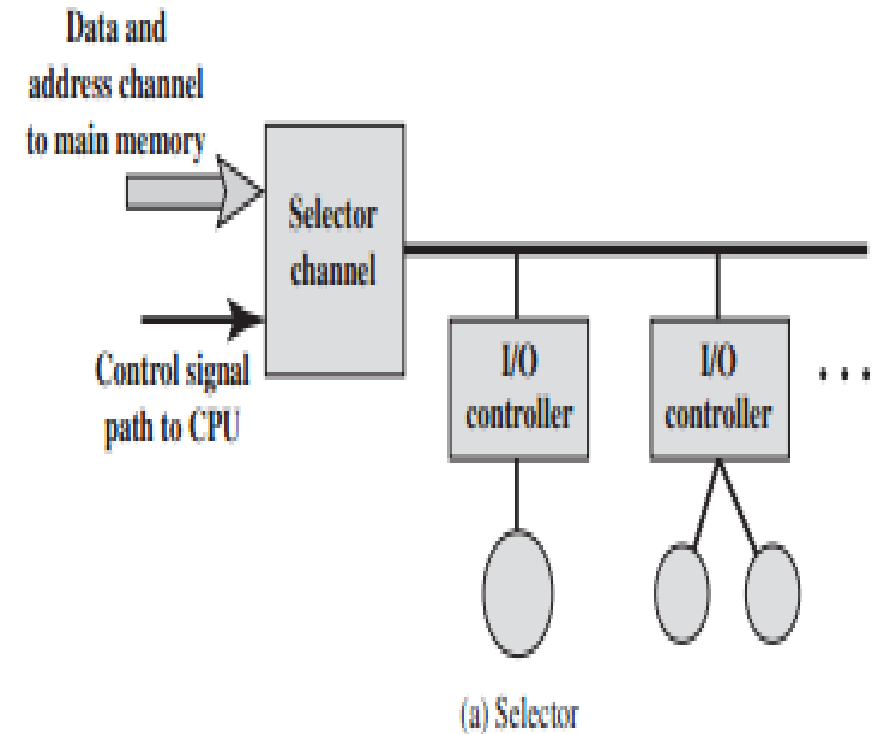 Data and
address channel
to main memory
Selector
channel
Control signal
path to CPU
I/O
controller
I/O
controller
...
(a) Selector